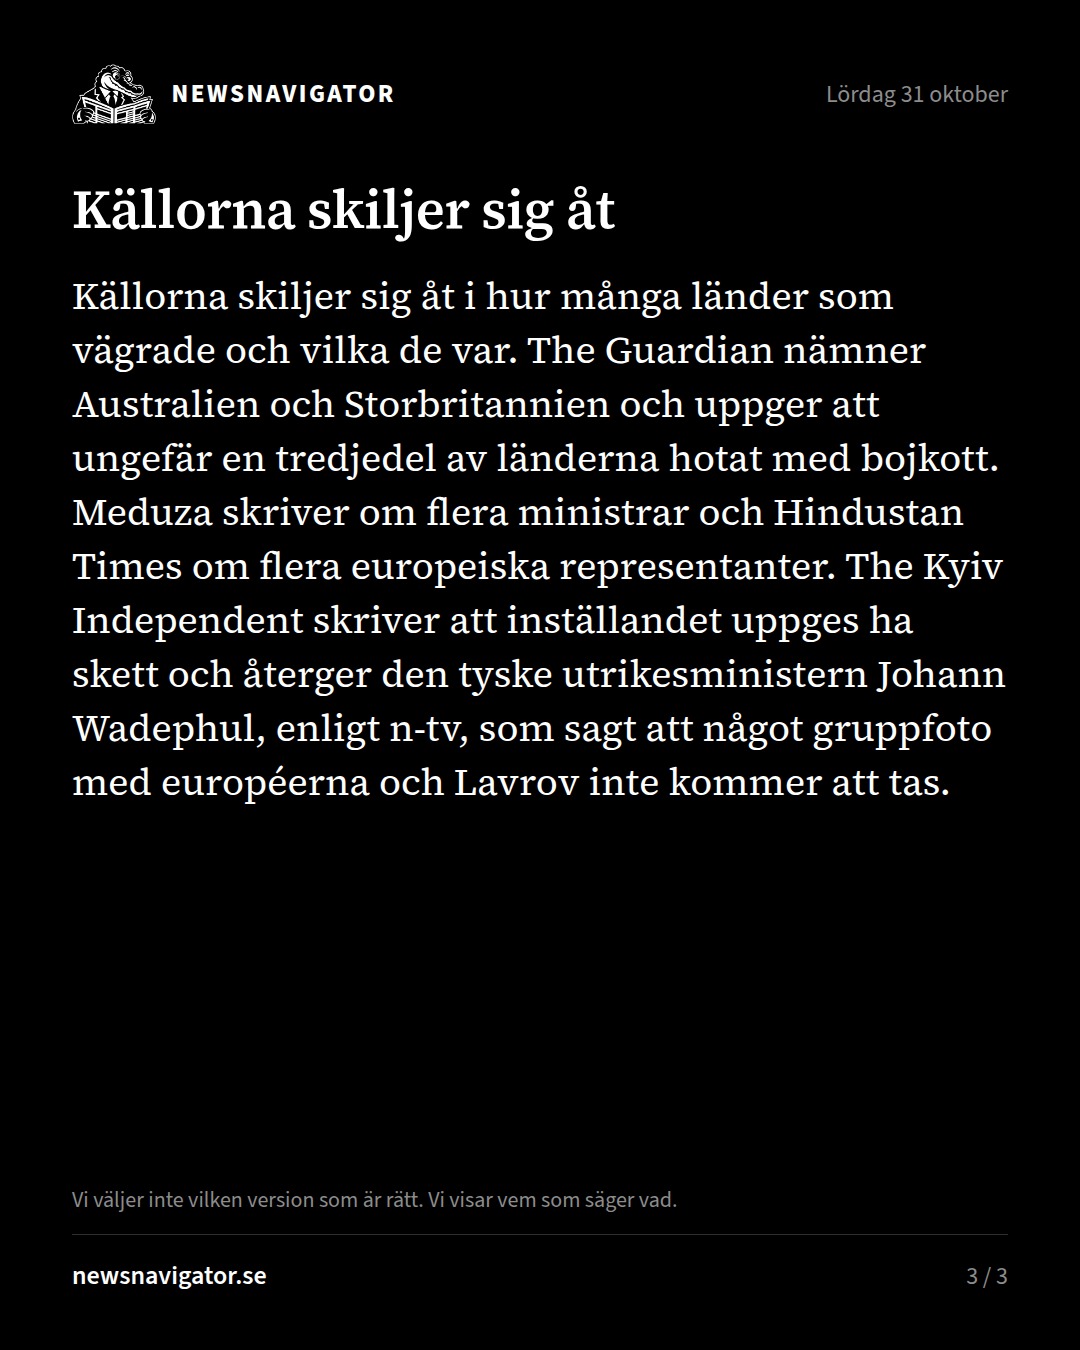 NEWSNAVIGATOR
Lördag 31 oktober
Källorna skiljer sig åt
Källorna skiljer sig åt i hur många länder som
vägrade och vilka de var. The Guardian nämner
Australien och Storbritannien och uppger att
ungefär en tredjedel av länderna hotat med bojkott.
Meduza skriver om flera ministrar och Hindustan
Times om flera europeiska representanter. The Kyiv
Independent skriver att inställandet uppges ha
skett och återger den tyske utrikesministern Johann
Wadephul, enligt n-tv, som sagt att något gruppfoto
med européerna och Lavrov inte kommer att tas.
Vi väljer inte vilken version som är rätt. Vi visar vem som säger vad.
newsnavigator.se
3 / 3